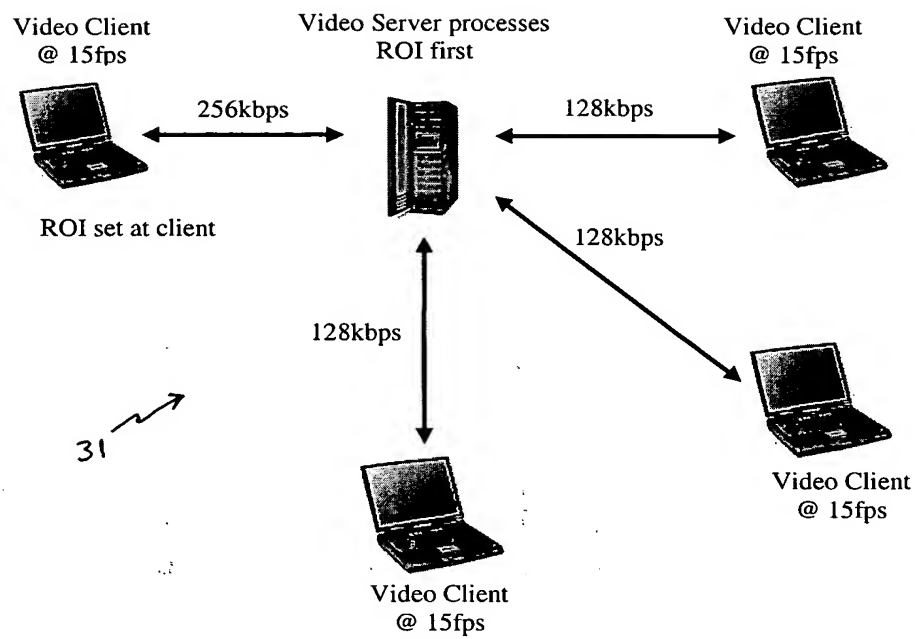 Video Client
@ 15fps
Video Server processes
ROI first
Video Client
@ 15fps
256kbps
128kbps
ROI set at client
128kbps
128kbps
31
Video Client
@ 15fps
Video Client
@ 15fps